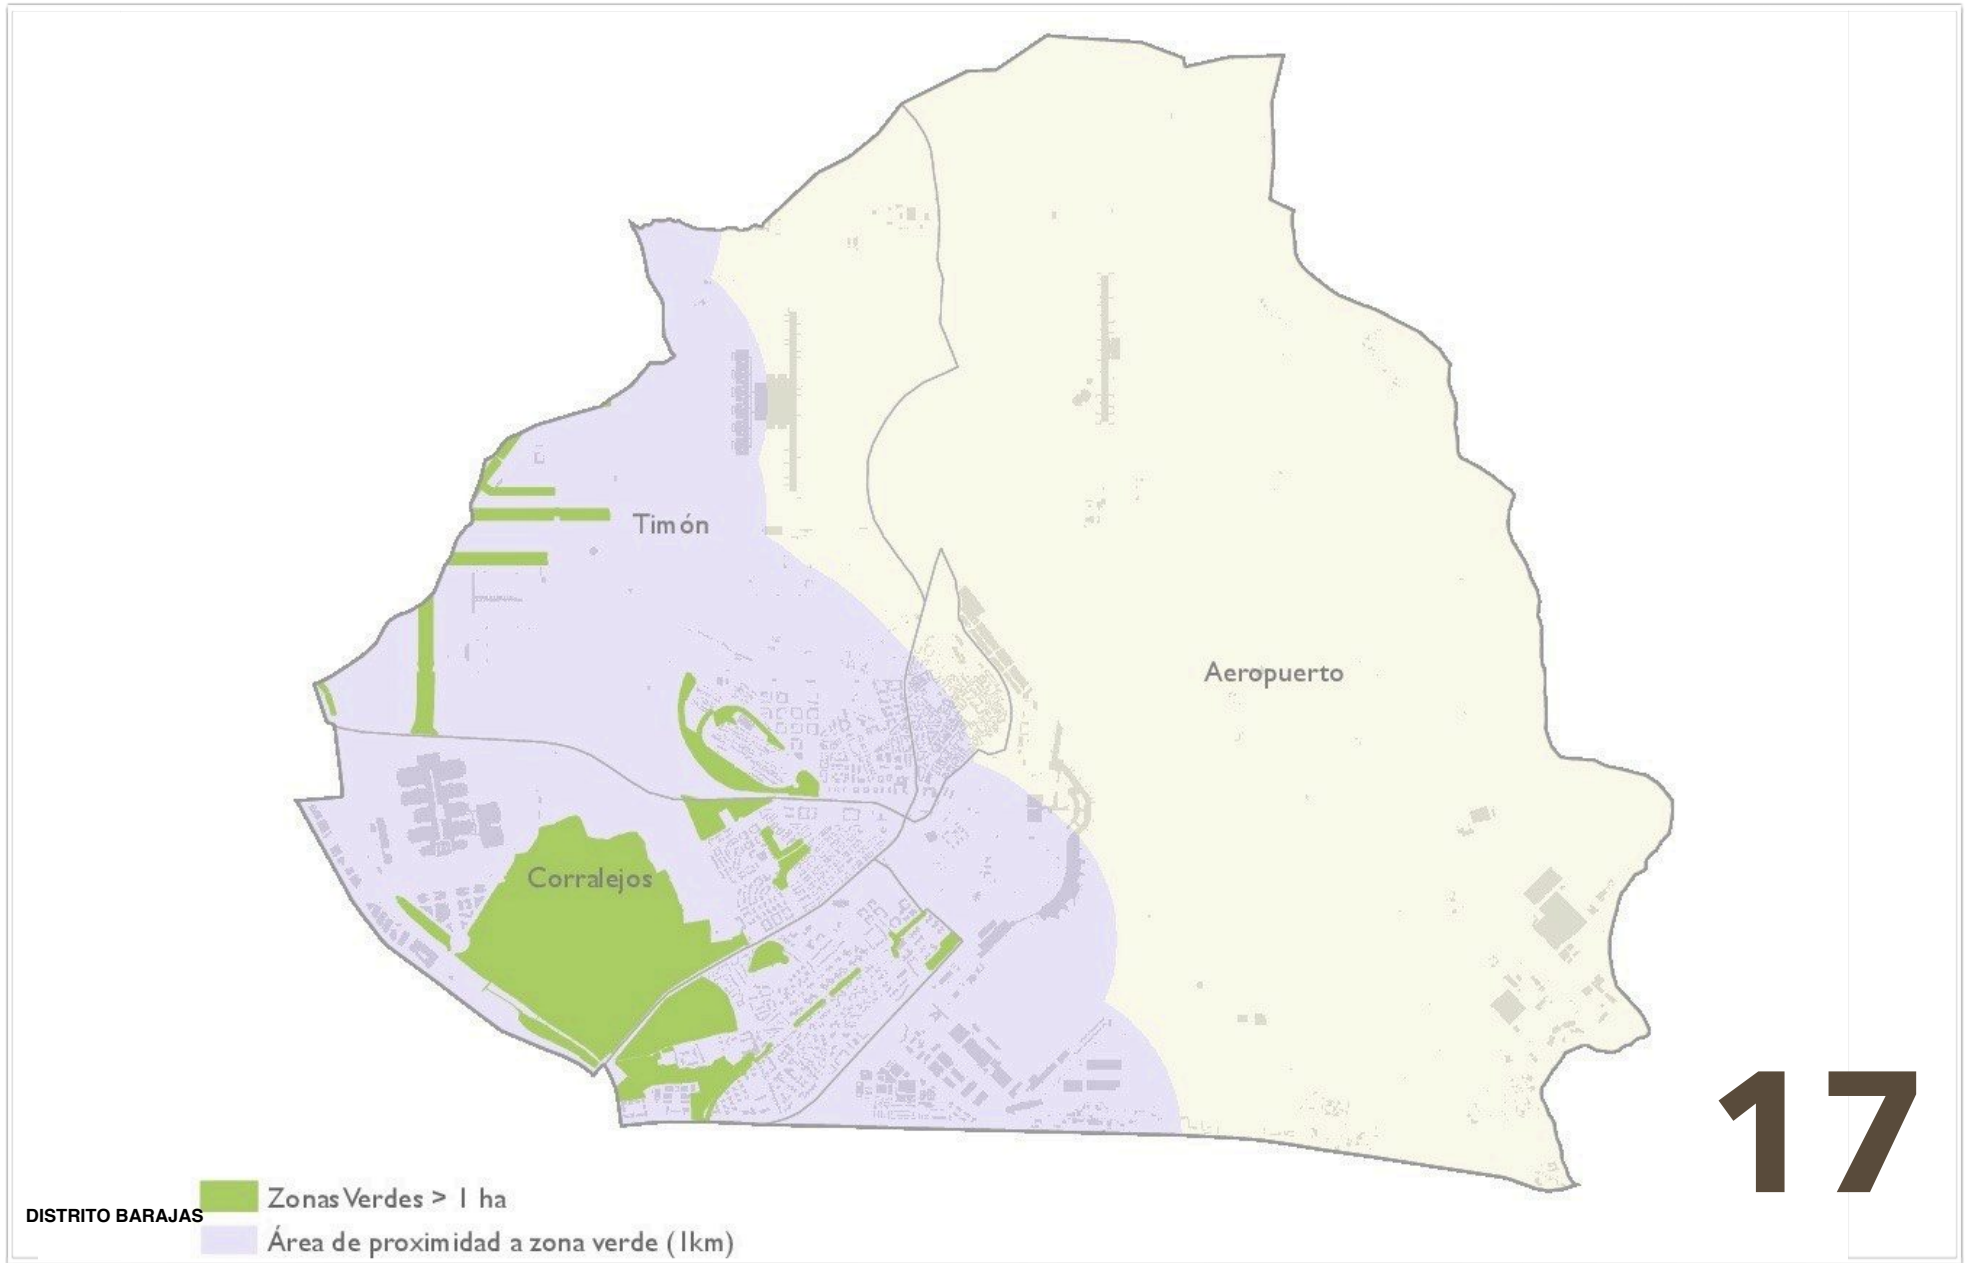 Timón
Aeropuerto
Corralejos
17
Zonas Verdes > 1 ha
DISTRITO BARAJAS
Área de proximidad a zona verde (1km)